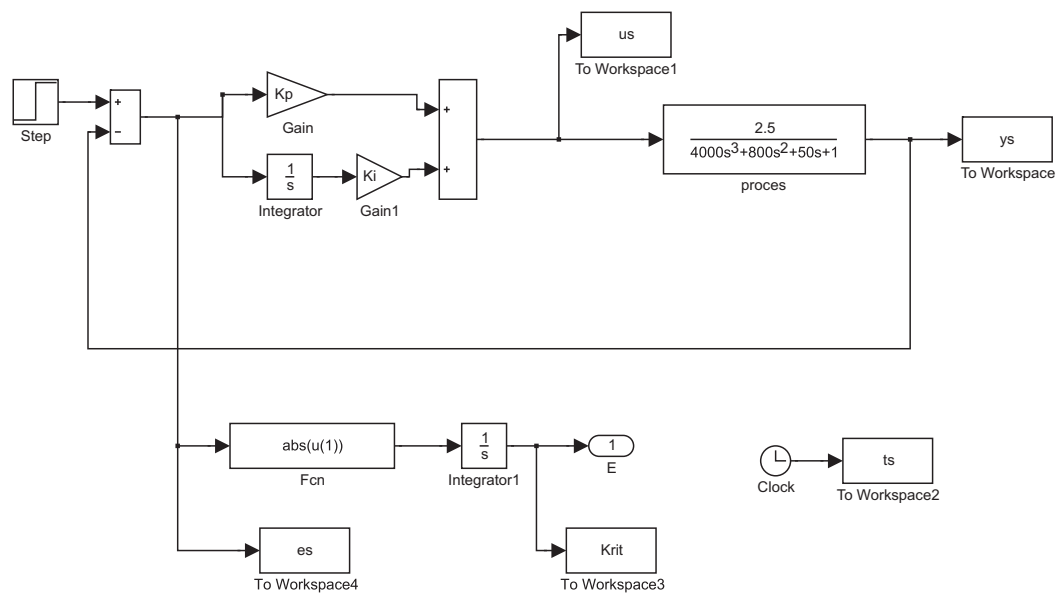 us
To Workspace1
Step
+
−
Kp
Gain
1
s
Integrator
Ki
Gain1
+
+
2.5
4000s3+800s2+50s+1
proces
ys
To Workspace
abs(u(1))
Fcn
1
s
Integrator1
1
E
Clock
ts
To Workspace2
es
To Workspace4
Krit
To Workspace3